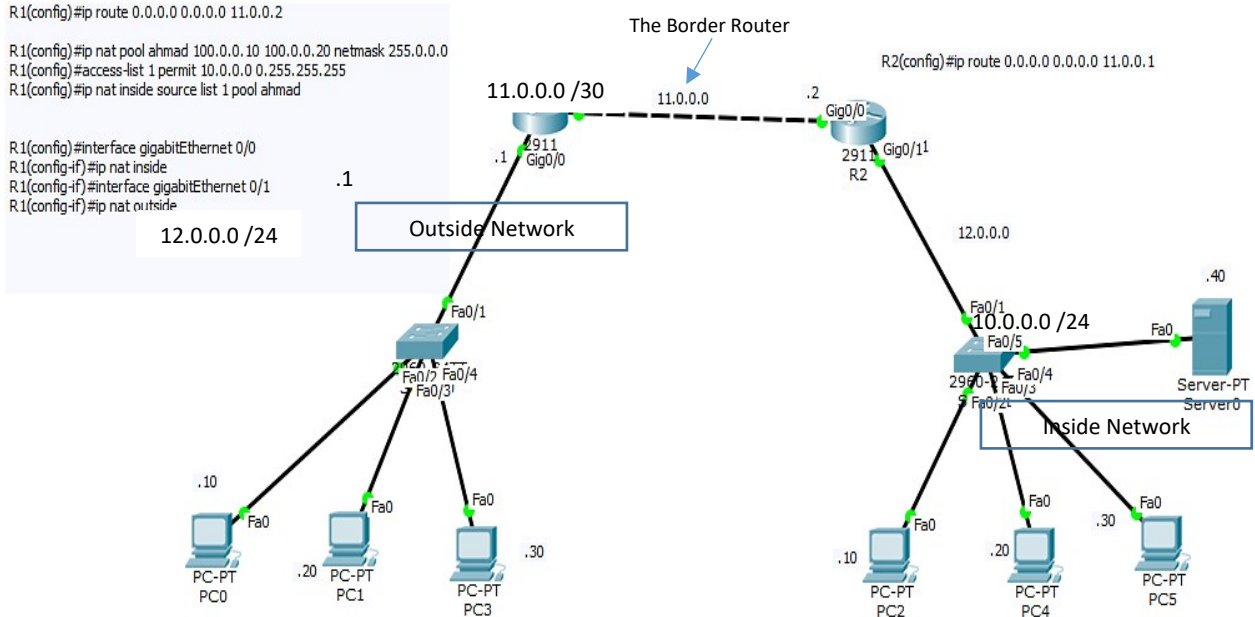 R1(config)#ip route 0.0.0.0 0.0.0.0 11.0.0.2
R1(config)#ip nat pool ahmad 100.0.0.10 100.0.0.20 netmask 255.0.0.0
R1(config)#access-list 1 permit 10.0.0.0 0.255.255.255
R1(config)#ip nat inside source list 1 pool ahmad
R1(config)#interface gigabitEthernet 0/0
R1(config-if)#ip nat inside
R1(config-if)#interface gigabitEthernet 0/1
R1(config-if)#ip nat outside
The Border Router
R2(config)#ip route 0.0.0.0 0.0.0.0 11.0.0.1
11.0.0.0 /30
11.0.0.0
.2
Gig0/0
2911
Gig0/0
.1
2911
R2
Gig0/1
.1
12.0.0.0 /24
Outside Network
12.0.0.0
.40
Fa0/1
Fa0/1
10.0.0.0 /24
Fa0/5
Fa0
Server-PT
Server0
Fa0/2
Fa0/4
Fa0/3
Fa0/4
Fa0/3
Fa0/2
Inside Network
.10
Fa0
PC-PT
PC0
Fa0
.20
PC-PT
PC1
Fa0
.30
PC-PT
PC3
Fa0
.10
PC-PT
PC2
Fa0
.20
PC-PT
PC4
.30
Fa0
PC-PT
PC5